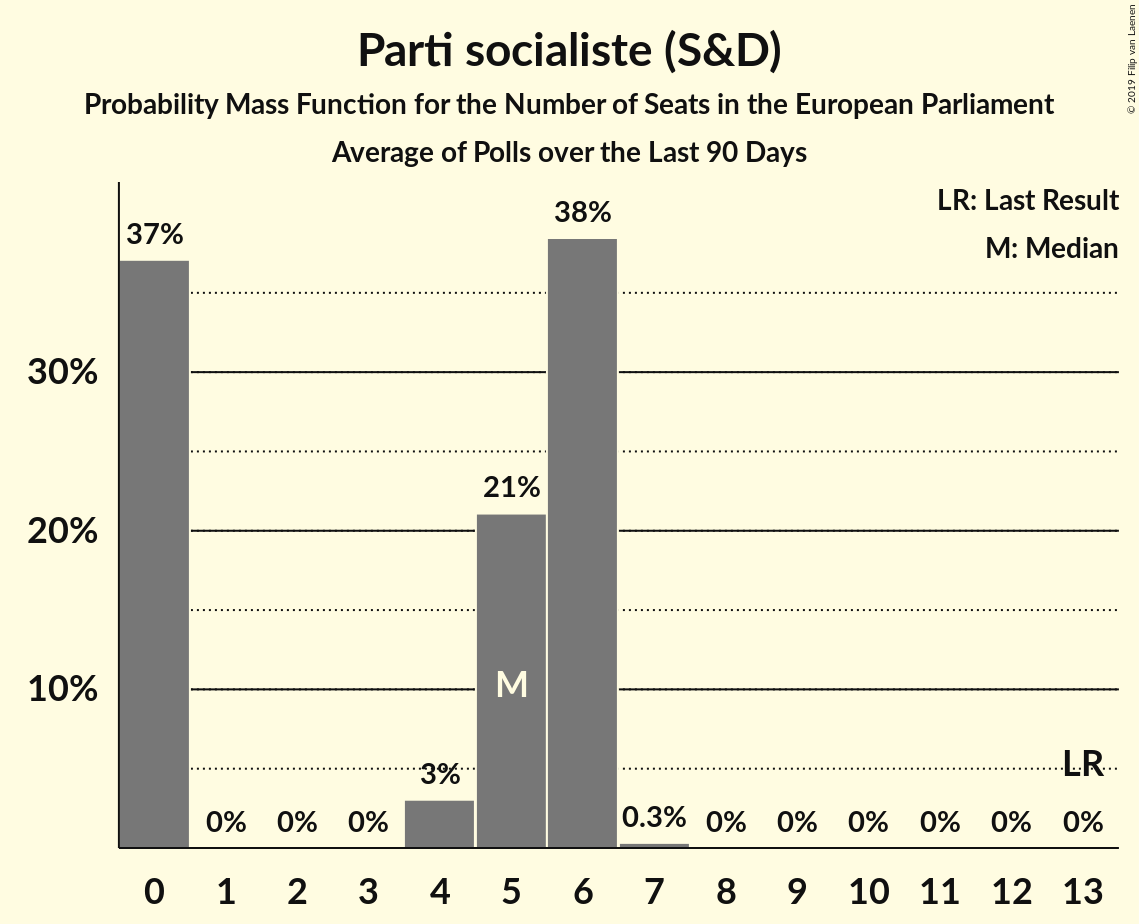 Parti socialiste (S&D)
Probability Mass Function for the Number of Seats in the European Parliament
Average of Polls over the Last 90 Days
© 2019 Filip van Laenen
LR: Last Result
M: Median
37%
38%
30%
21%
20%
M
10%
LR
3%
0%
0%
0%
0.3%
0%
0%
0%
0%
0%
0%
0 1 2 3 4 5 6 7 8 9 10 11 12 13